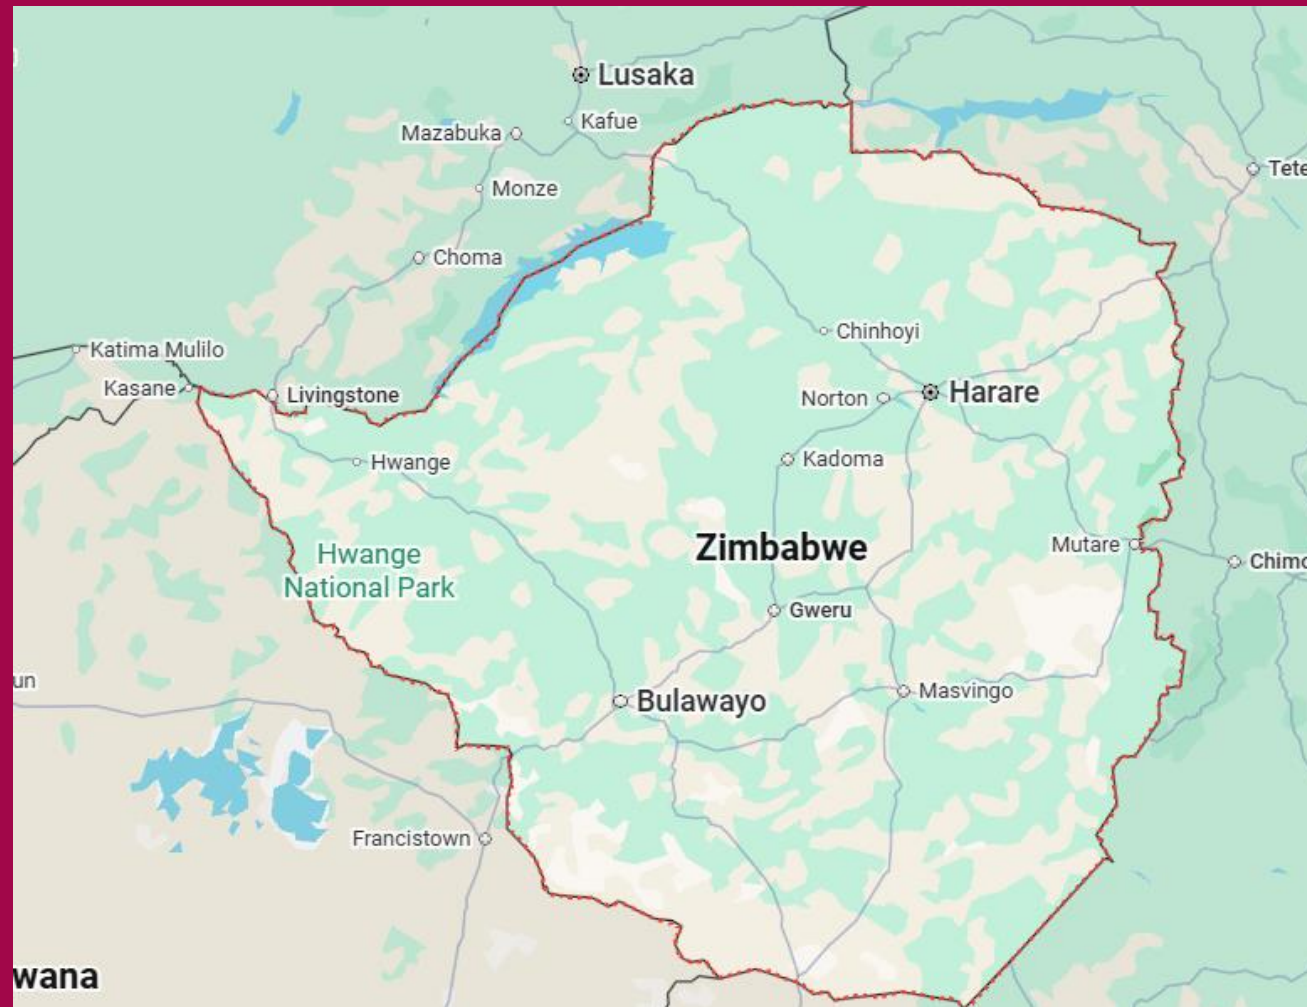 Lusaka
Kafue
Mazabuka
Monze
Tete
Choma
Chinhoyi
Katima Mulilo
Kasane
Livingstone
Norton
Harare
Hwange
Kadoma
Zimbabwe
Mutare
Hwange
National Park
Chimo
Gweru
un
Bulawayo
Masvingo
Francistown
wana